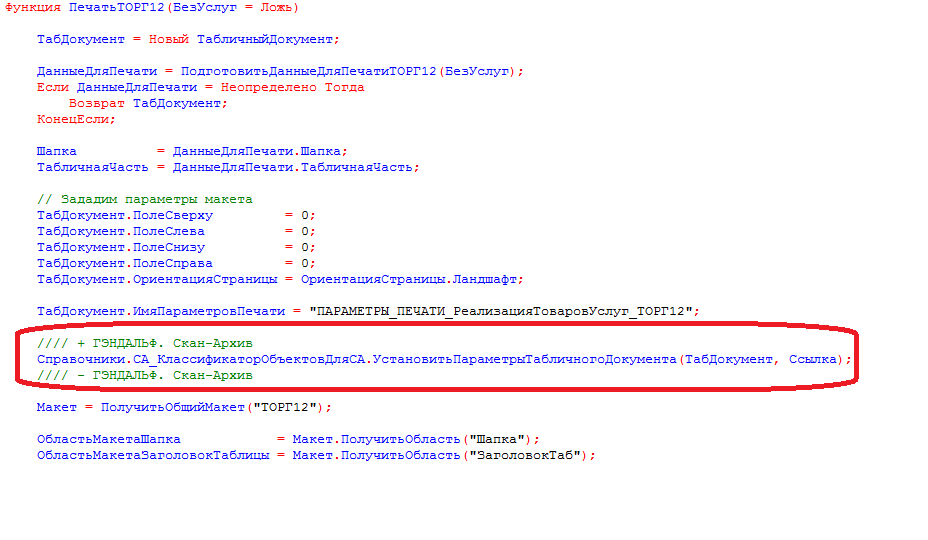 Функция ПечатьТОРГ12(БезУслуг = Ложь)
ТабДокумент = Новый ТабличныйДокумент;
ДанныеДляПечати = ПодготовитьДанныеДляПечатиТОРГ12(БезУслуг);
Если ДанныеДляПечати = Неопределено Тогда
Возврат ТабДокумент;
КонецЕсли;
Шапка = ДанныеДляПечати.Шапка;
ТабличнаяЧасть = ДанныеДляПечати.ТабличнаяЧасть;
// Зададим параметры макета
ТабДокумент.ПолеСверху = 0;
ТабДокумент.ПолеСлева = 0;
ТабДокумент.ПолеСнизу = 0;
ТабДокумент.ПолеСправа = 0;
ТабДокумент.ОриентацияСтраницы = ОриентацияСтраницы.Ландшафт;
ТабДокумент.ИмяПараметровПечати = "ПАРАМЕТРЫ_ПЕЧАТИ_РеализацияТоваровУслуг_ТОРГ12";
//// + ГЭНДАЛЬФ. Скан-Архив
Справочники.СА_КлассификаторОбъектовДляСА.УстановитьПараметрыТабличногоДокумента(ТабДокумент, Ссылка);
//// - ГЭНДАЛЬФ. Скан-Архив
Макет = ПолучитьОбщийМакет("ТОРГ12");
ОбластьМакетаШапка = Макет.ПолучитьОбласть("Шапка");
ОбластьМакетаЗаголовокТаблицы = Макет.ПолучитьОбласть("ЗаголовокТаб");